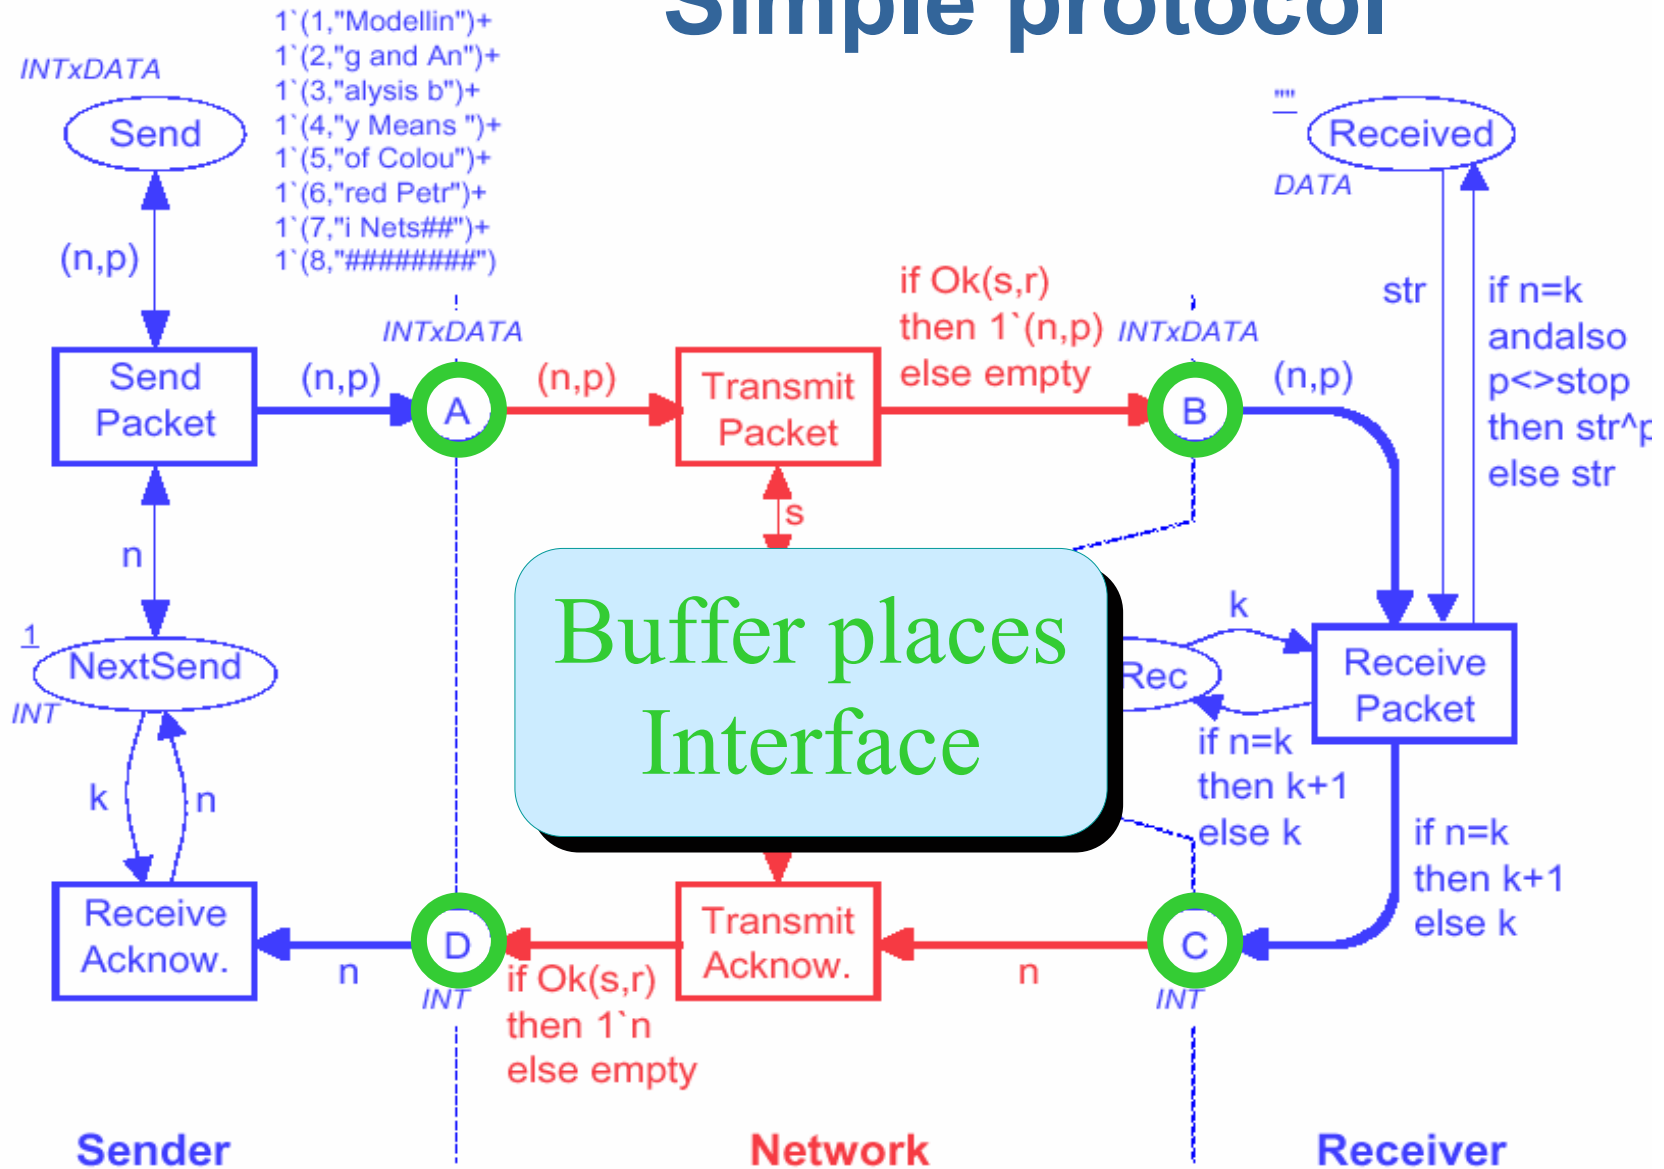 Simple protocol
1`(1,"Modellin")+
1`(2,"g and An")+
1`(3,"alysis b")+
1`(4,"y Means ")+
1`(5,"of Colou")+
1`(6,"red Petr")+
1`(7,"i Nets##")+
1`(8,"########")
INTxDATA
Send
(n,p)
""
Received
DATA
str
if n=k
andalso
p<>stop
then str^p
else str
Send
Packet
(n,p)
INTxDATA
A
(n,p)
Transmit
Packet
if Ok(s,r)
then 1`(n,p)
else empty
INTxDATA
B
(n,p)
n
s
Buffer places
Interface
1
NextSend
INT
k
n
Rec
k
if n=k
then k+1
else k
Receive
Packet
if n=k
then k+1
else k
Receive
Acknow.
n
D
INT
if Ok(s,r)
then 1`n
else empty
Transmit
Acknow.
n
C
INT
Sender
Network
Receiver